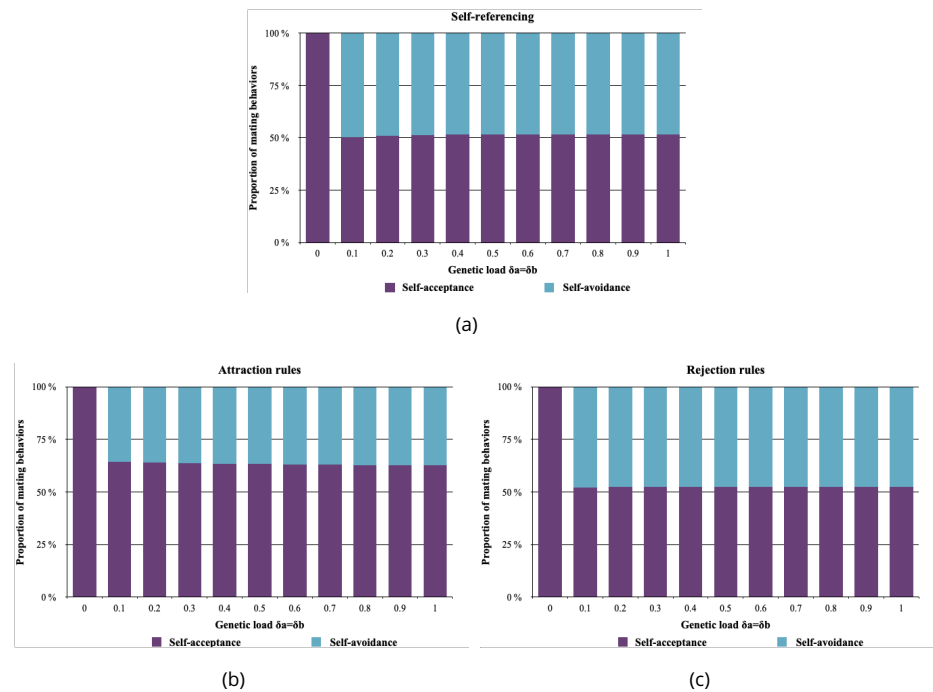 Self-referencing
Proportion of mating behaviors
100 %
75 %
50 %
25 %
0 %
0 0.1 0.2 0.3 0.4 0.5 0.6 0.7 0.8 0.9 1
Genetic load δa=δb
Self-acceptance Self-avoidance
(a)
Attraction rules
Proportion of mating behaviors
100 %
75 %
50 %
25 %
0 %
0 0.1 0.2 0.3 0.4 0.5 0.6 0.7 0.8 0.9 1
Genetic load δa=δb
Self-acceptance Self-avoidance
(b)
Rejection rules
Proportion of mating behaviors
100 %
75 %
50 %
25 %
0 %
0 0.1 0.2 0.3 0.4 0.5 0.6 0.7 0.8 0.9 1
Genetic load δa=δb
Self-acceptance Self-avoidance
(c)